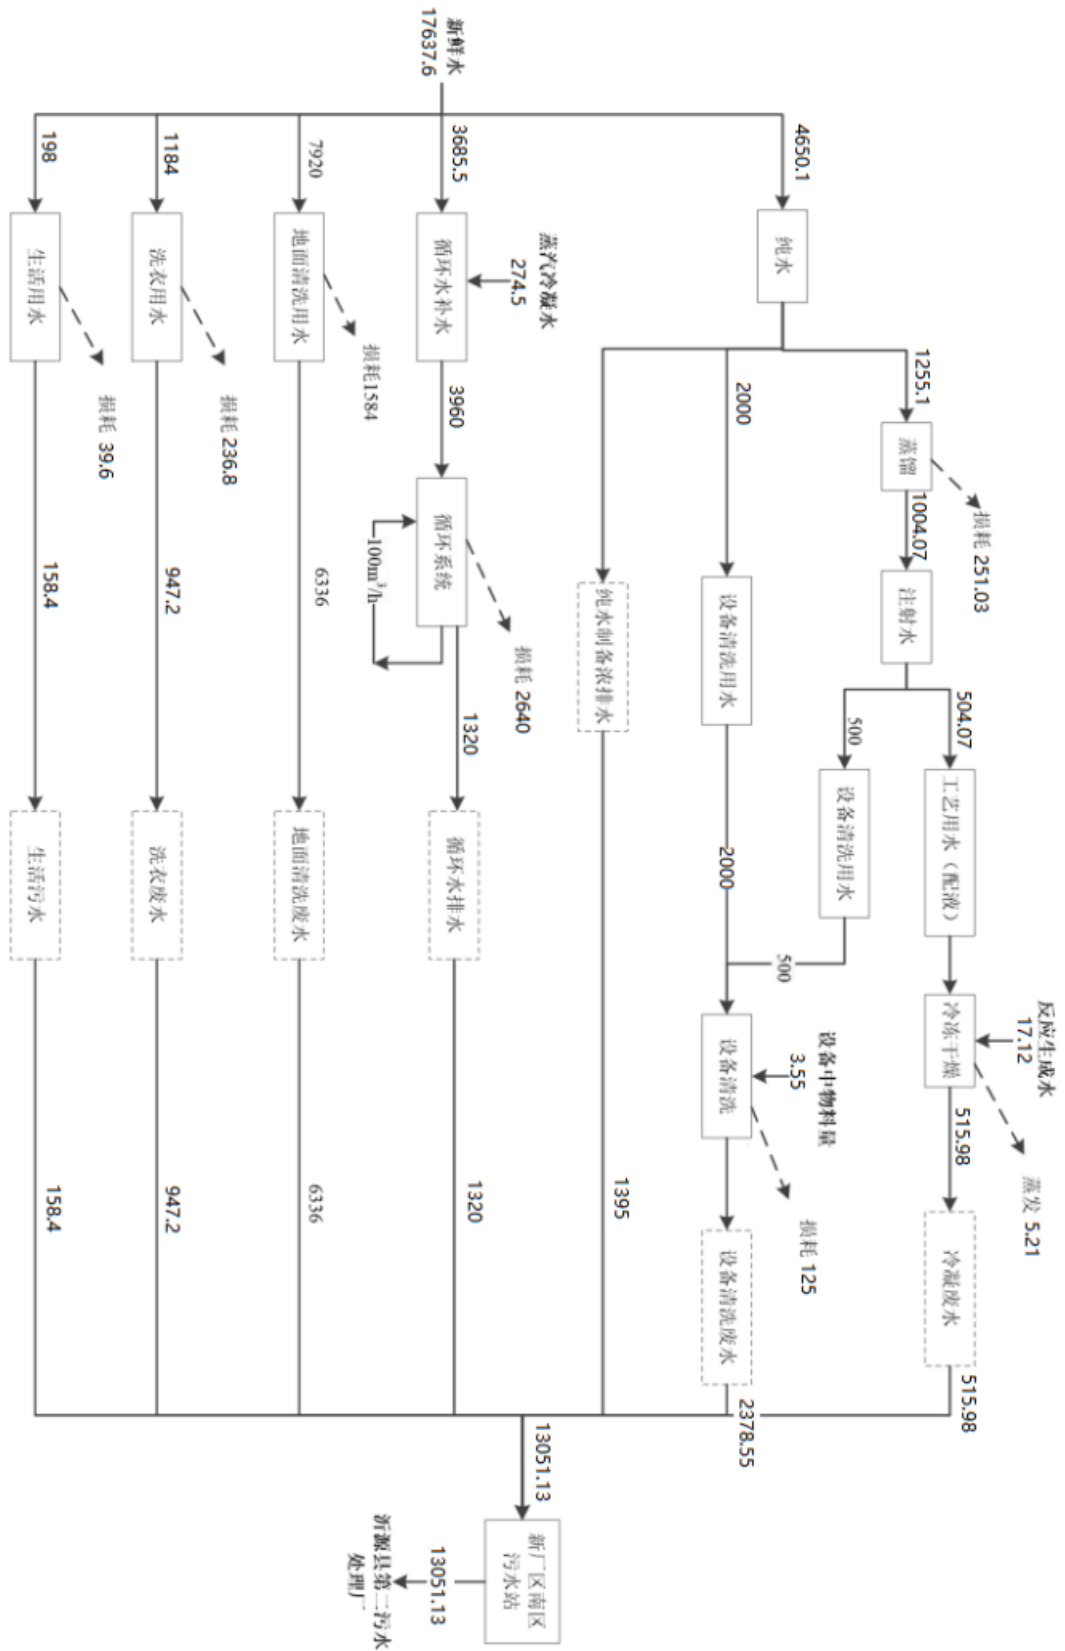 新鲜水
17637.6
4650.1
纯水
1255.1
蒸馏
损耗 251.03
1004.07
注射水
504.07
工艺用水（配液）
反应生成水
17.12
冷冻干燥
蒸发 5.21
515.98
冷凝废水
515.98
500
设备清洗用水
500
2000
设备清洗用水
2000
设备中物料量
3.55
设备清洗
损耗 125
设备清洗废水
2378.55
纯水制备浓排水
1395
3685.5
蒸汽冷凝水
274.5
循环水补水
3960
循环系统
100m³/h
损耗 2640
1320
循环水排水
1320
7920
地面清洗用水
损耗1584
6336
地面清洗废水
6336
1184
洗衣用水
损耗 236.8
947.2
洗衣废水
947.2
198
生活用水
损耗 39.6
158.4
生活污水
158.4
13051.13
新厂区南区
污水站
13051.13
沂源县第二污水
处理厂